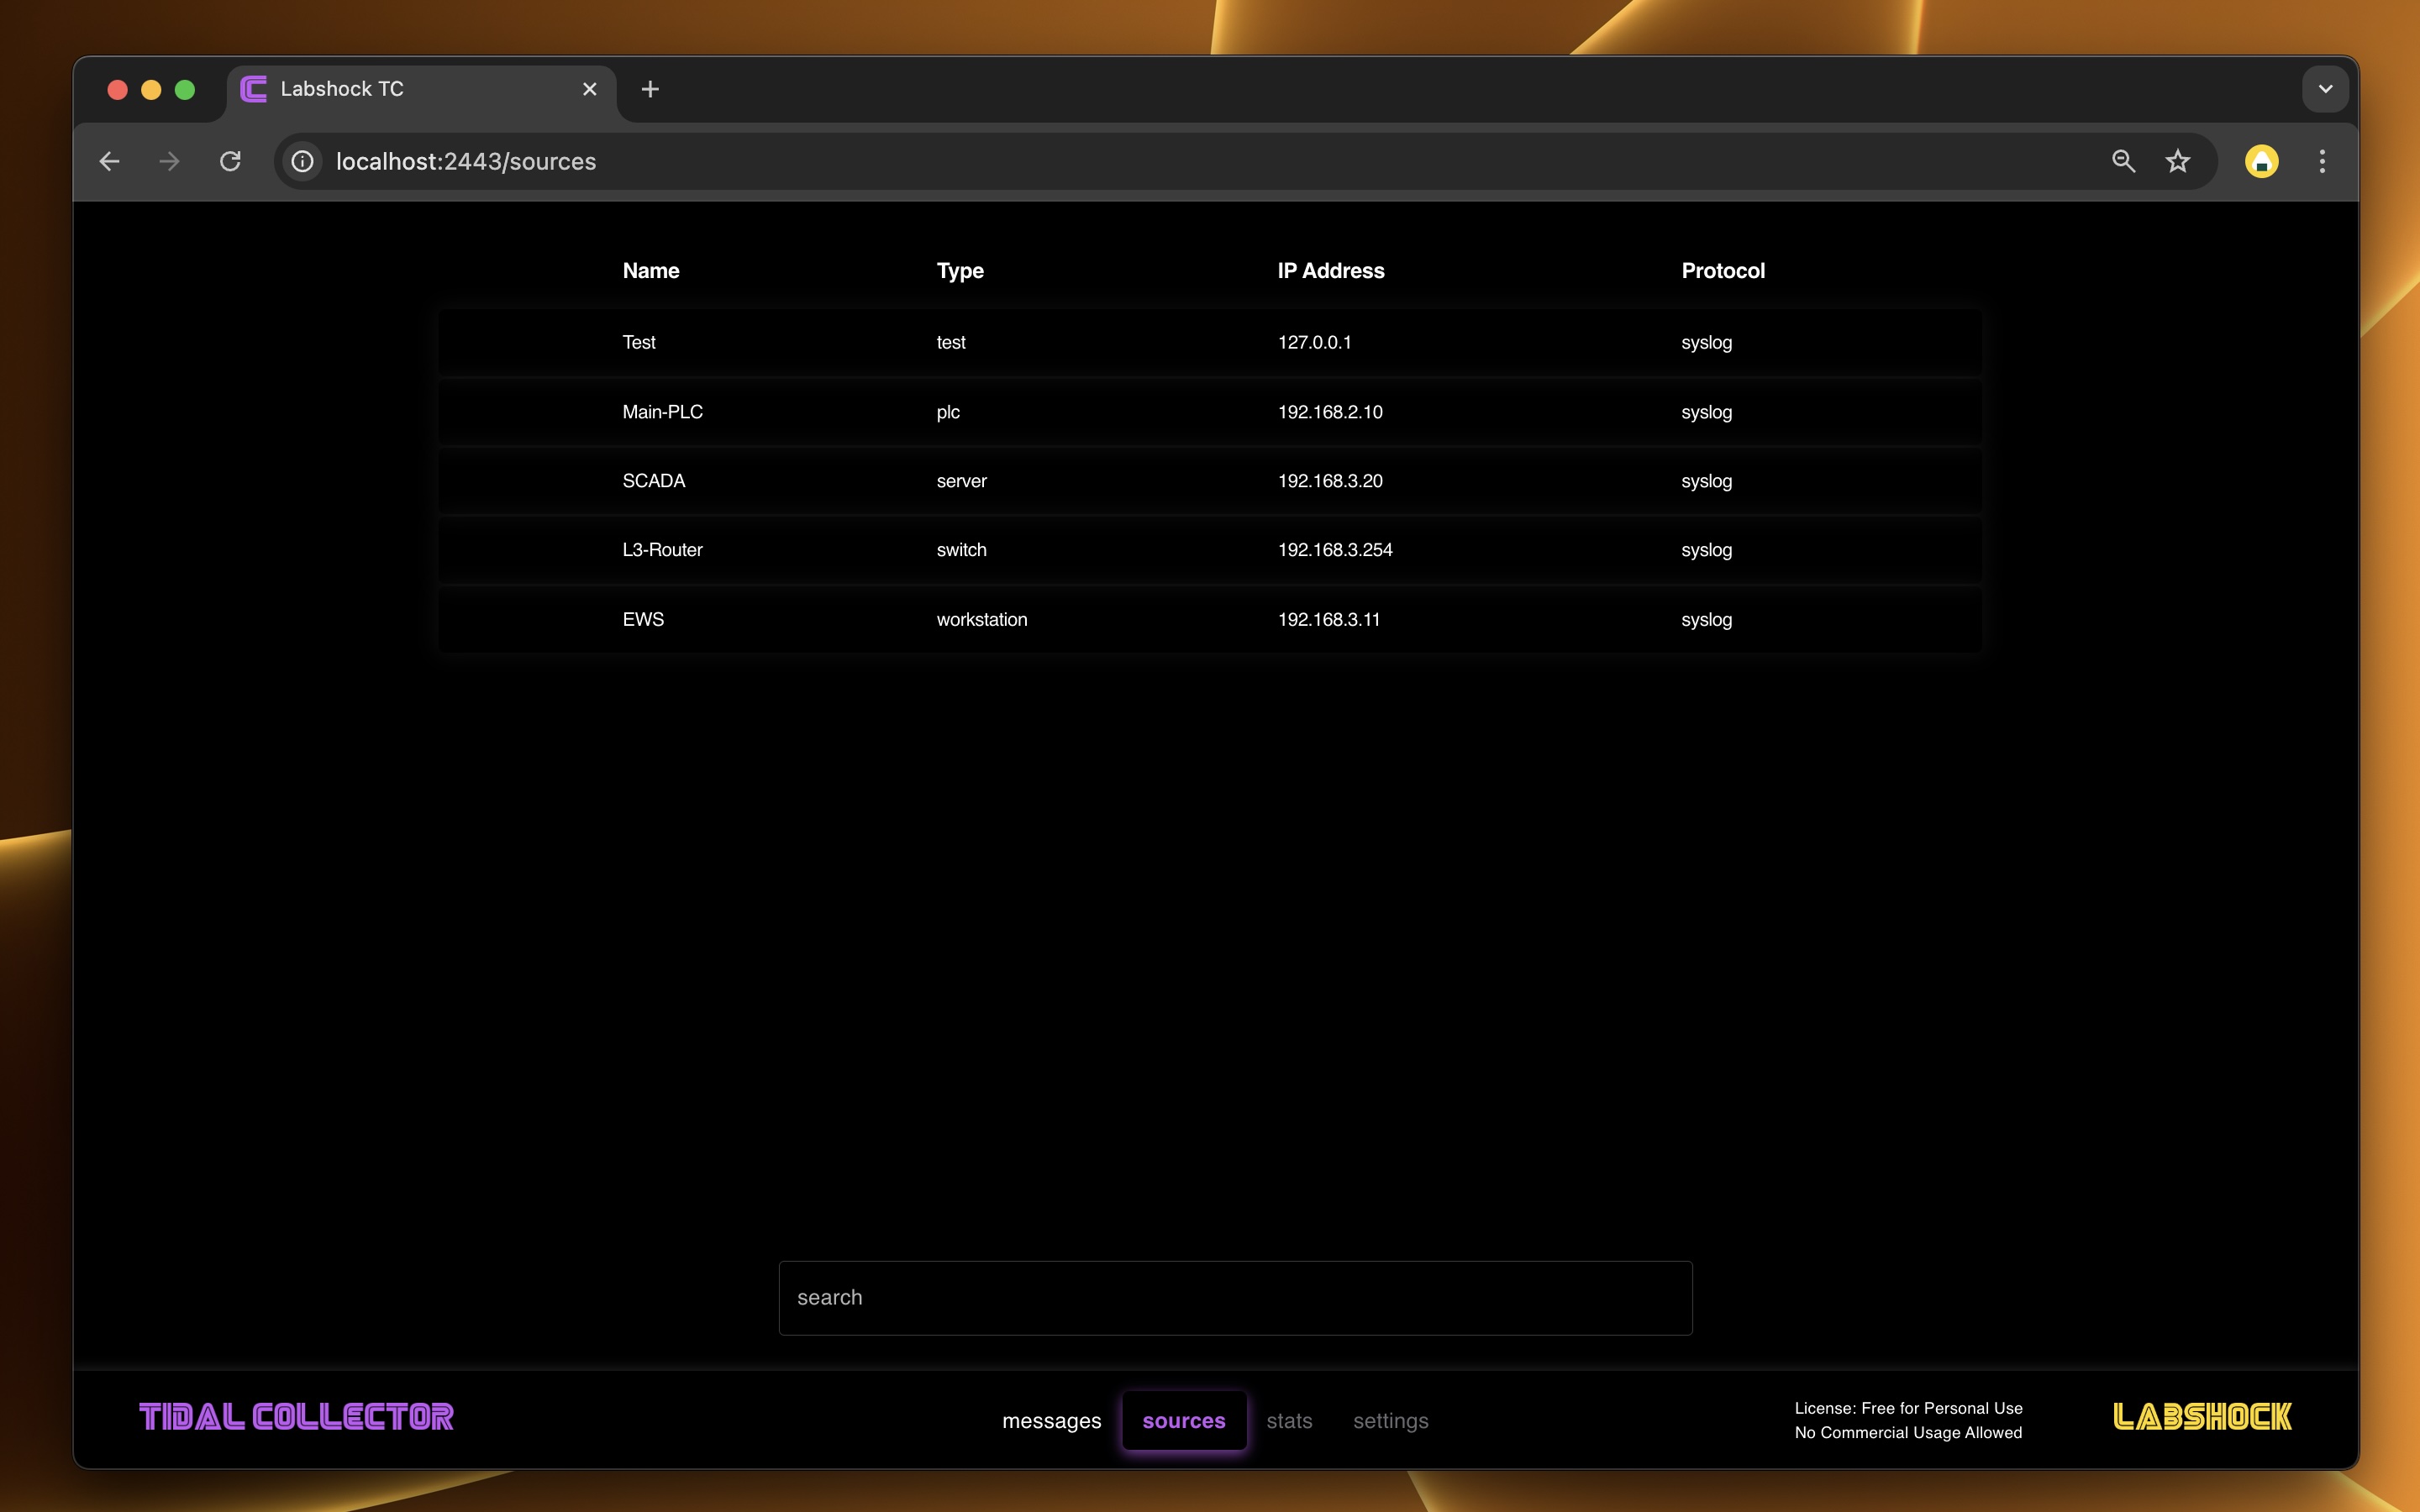 Labshock TC
localhost:2443/sources
Name Type IP Address Protocol
Test test 127.0.0.1 syslog
Main-PLC plc 192.168.2.10 syslog
SCADA server 192.168.3.20 syslog
L3-Router switch 192.168.3.254 syslog
EWS workstation 192.168.3.11 syslog
search
TIDAL COLLECTOR
messages sources stats settings
License: Free for Personal Use
No Commercial Usage Allowed
LABSHOCK